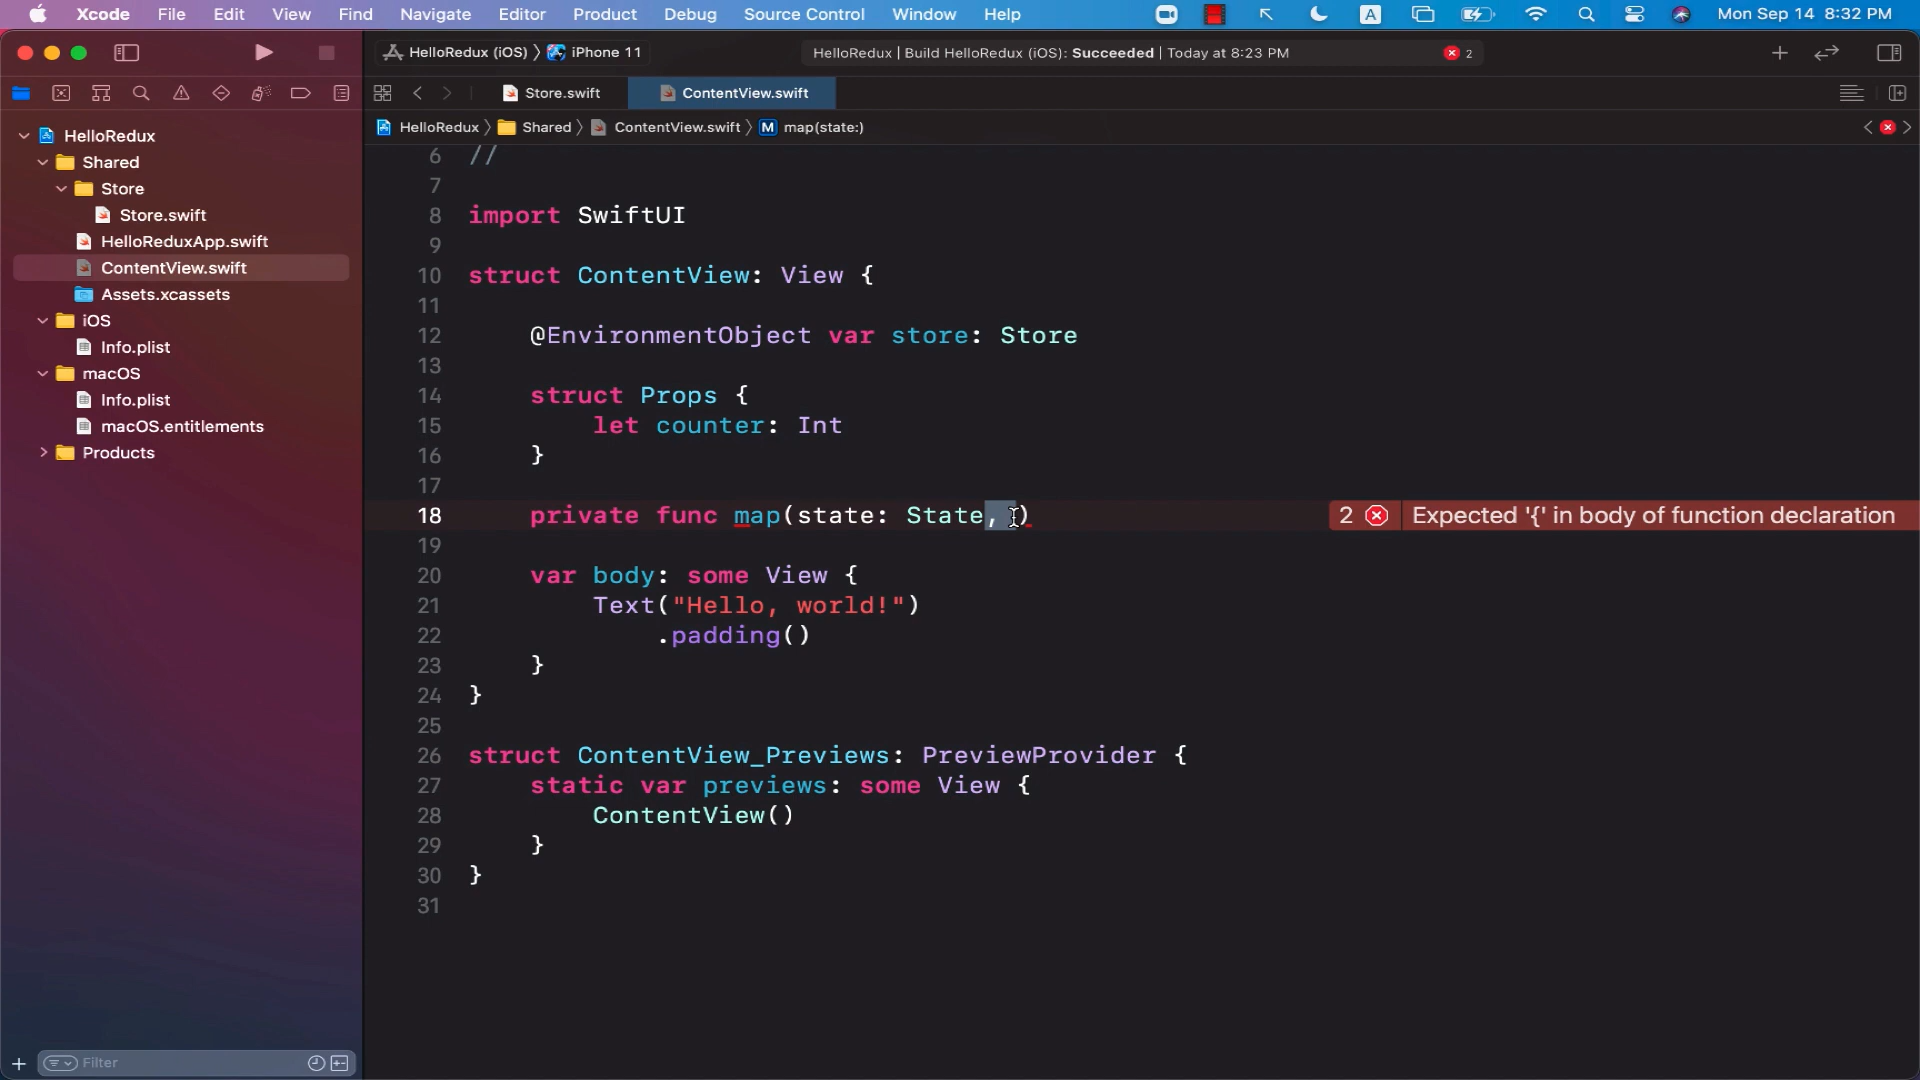 Xcode File Edit View Find Navigate Editor Product Debug Source Control Window Help A Mon Sep 14 8:32 PM
HelloRedux (iOS) 〉 iPhone 11 HelloRedux | Build HelloRedux (iOS): Succeeded | Today at 8:23 PM 2
Store.swift ContentView.swift
HelloRedux 〉 Shared 〉 ContentView.swift 〉 M map(state:)
HelloRedux
Shared
Store
Store.swift
HelloReduxApp.swift
ContentView.swift
Assets.xcassets
iOS
Info.plist
macOS
Info.plist
macOS.entitlements
Products
Filter
6 //
7
8 import SwiftUI
9
10 struct ContentView: View {
11
12 @EnvironmentObject var store: Store
13
14 struct Props {
15 let counter: Int
16 }
17
18 private func map(state: State, ) 2 Expected '{' in body of function declaration
19
20 var body: some View {
21 Text("Hello, world!")
22 .padding()
23 }
24 }
25
26 struct ContentView_Previews: PreviewProvider {
27 static var previews: some View {
28 ContentView()
29 }
30 }
31